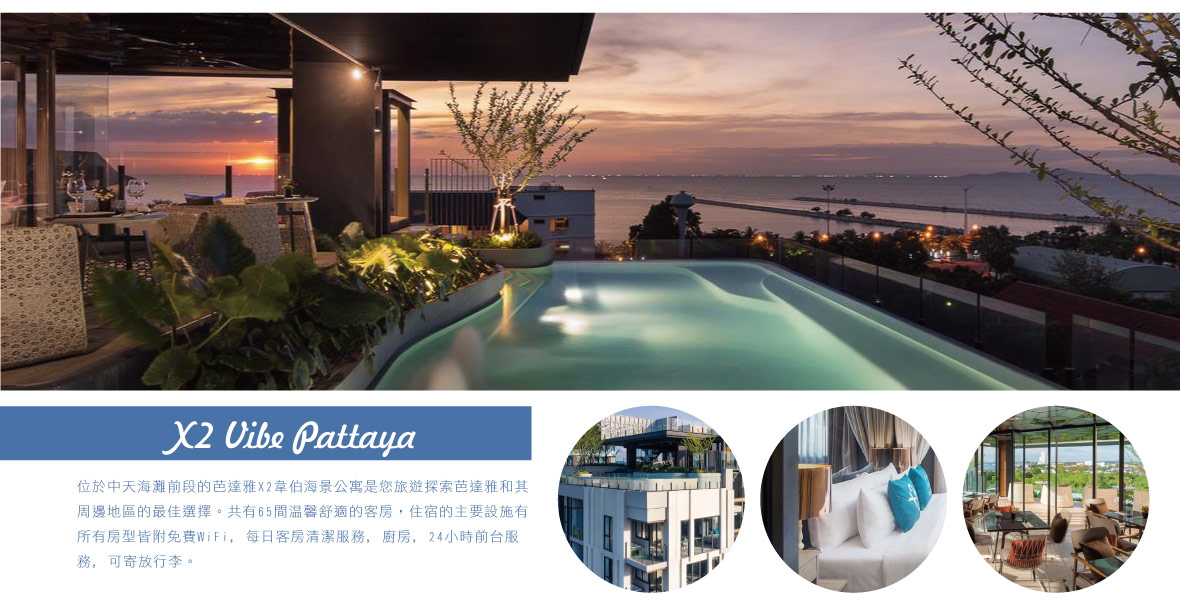 X2 Vibe Pattaya
位於中天海灘前段的芭達雅X2韋伯海景公寓是您旅遊探索芭達雅和其
周邊地區的最佳選擇。共有65間溫馨舒適的客房，住宿的主要設施有
所有房型皆附免費WiFi, 每日客房清潔服務, 廚房, 24小時前台服
務, 可寄放行李。